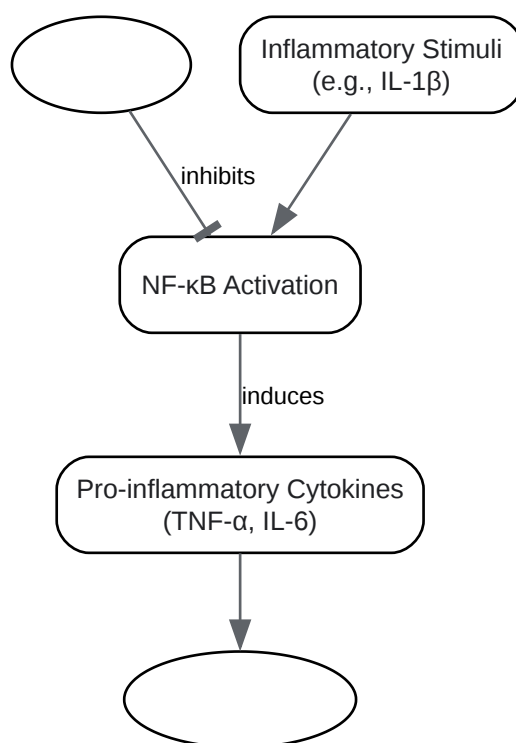 Inflammatory Stimuli
(e.g., IL-1β)
inhibits
NF-κB Activation
induces
Pro-inflammatory Cytokines
(TNF-α, IL-6)